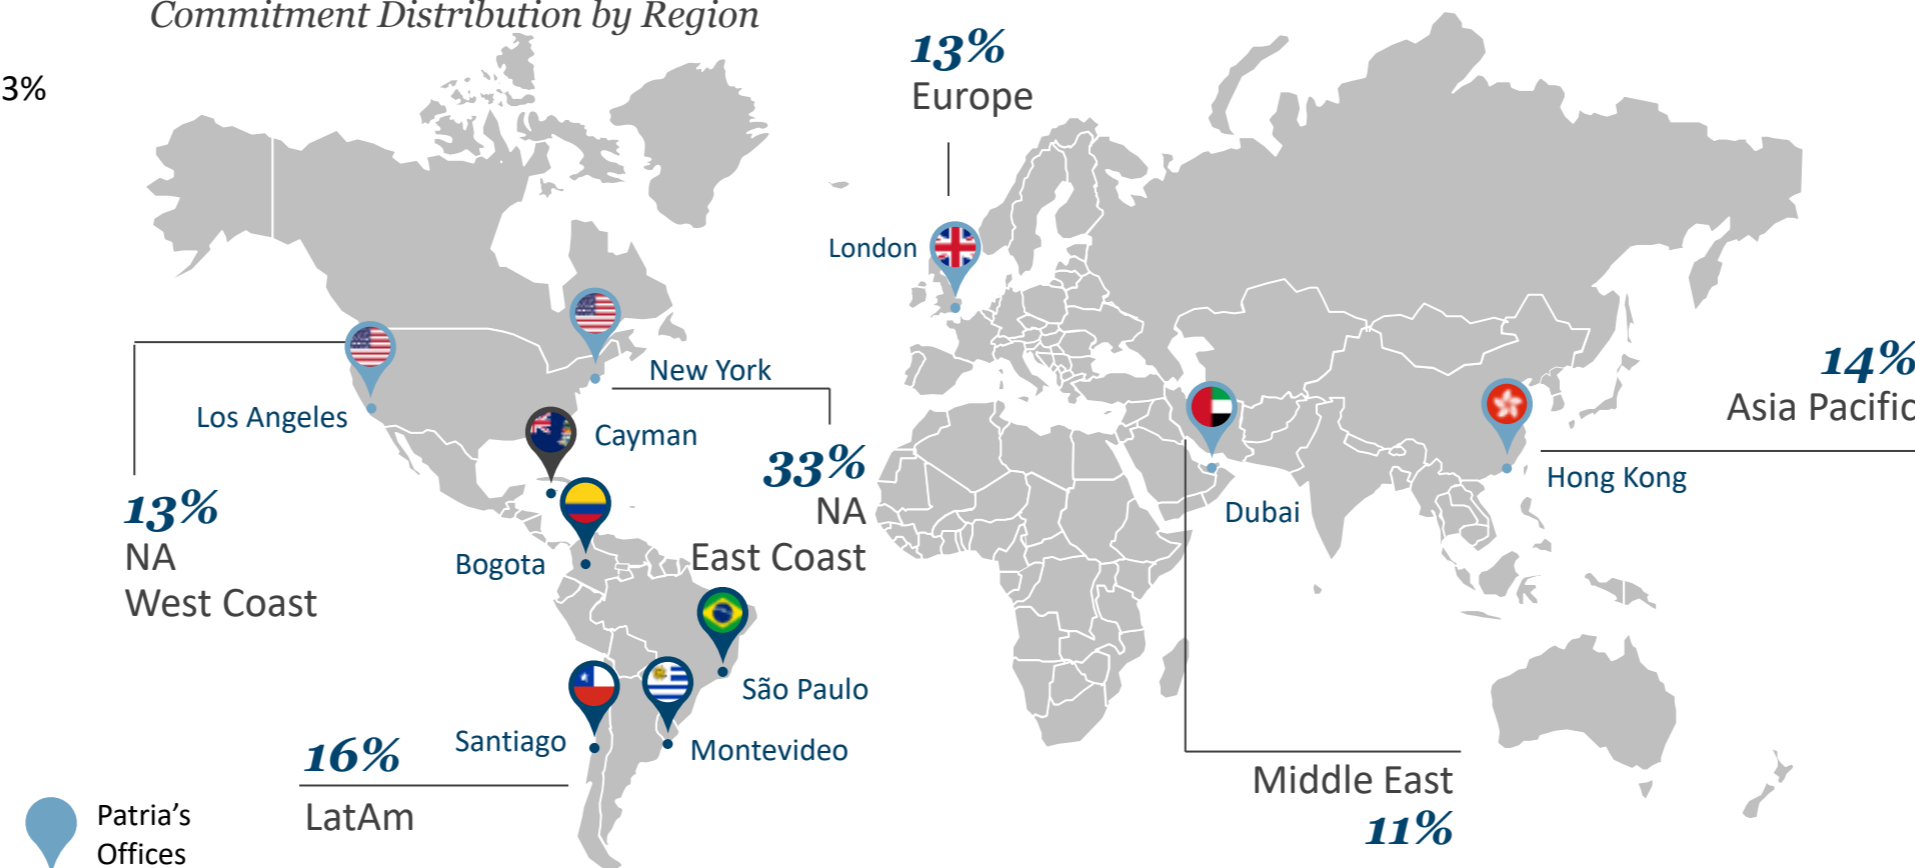 Commitment Distribution by Region
3%
13%
Europe
London
New York
Los Angeles
Cayman
14%
Asia Pacific
33%
NA
East Coast
Hong Kong
Dubai
13%
NA
West Coast
Bogota
São Paulo
Santiago
Montevideo
16%
LatAm
Middle East
11%
Patria’s
Offices